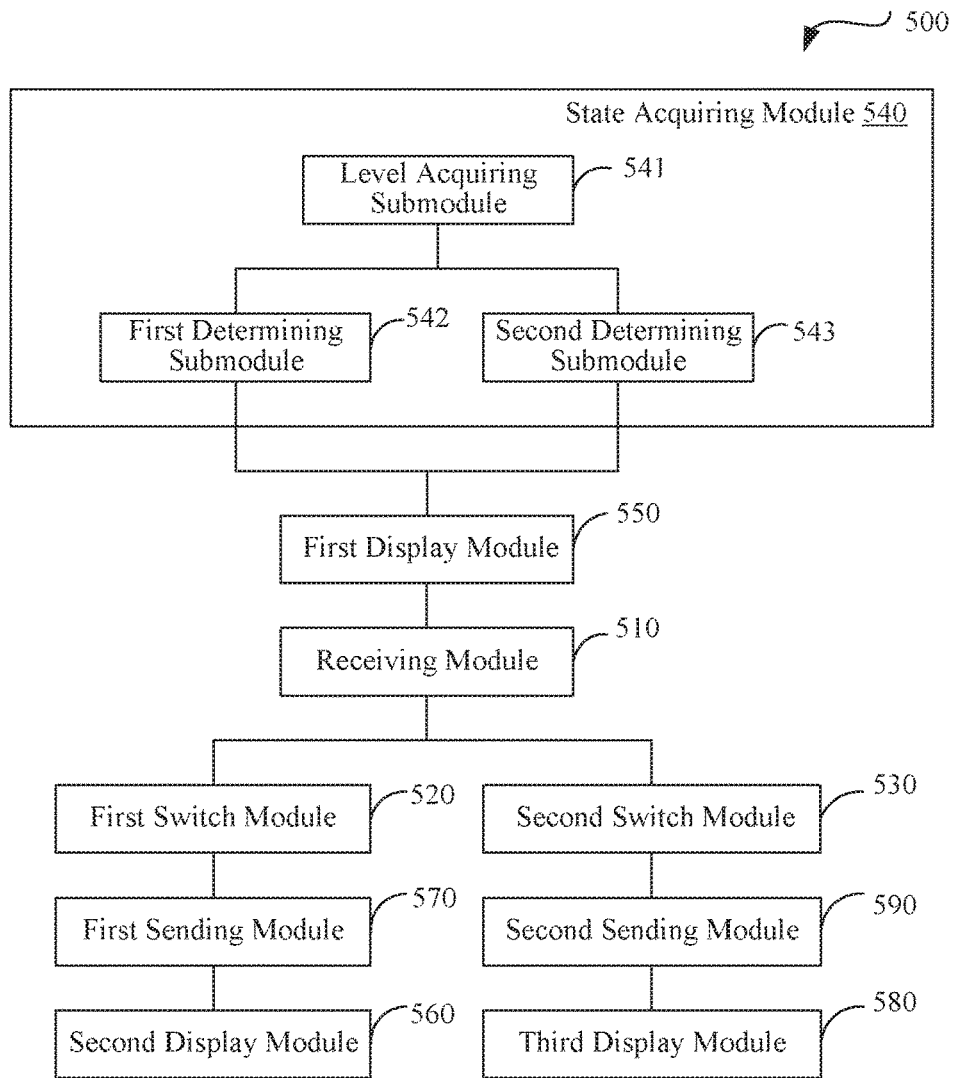 500
State Acquiring Module 540
Level Acquiring
Submodule
541
First Determining
Submodule
542
Second Determining
Submodule
543
First Display Module
550
Receiving Module
510
First Switch Module
520
Second Switch Module
530
First Sending Module
570
Second Sending Module
590
Second Display Module
560
Third Display Module
580